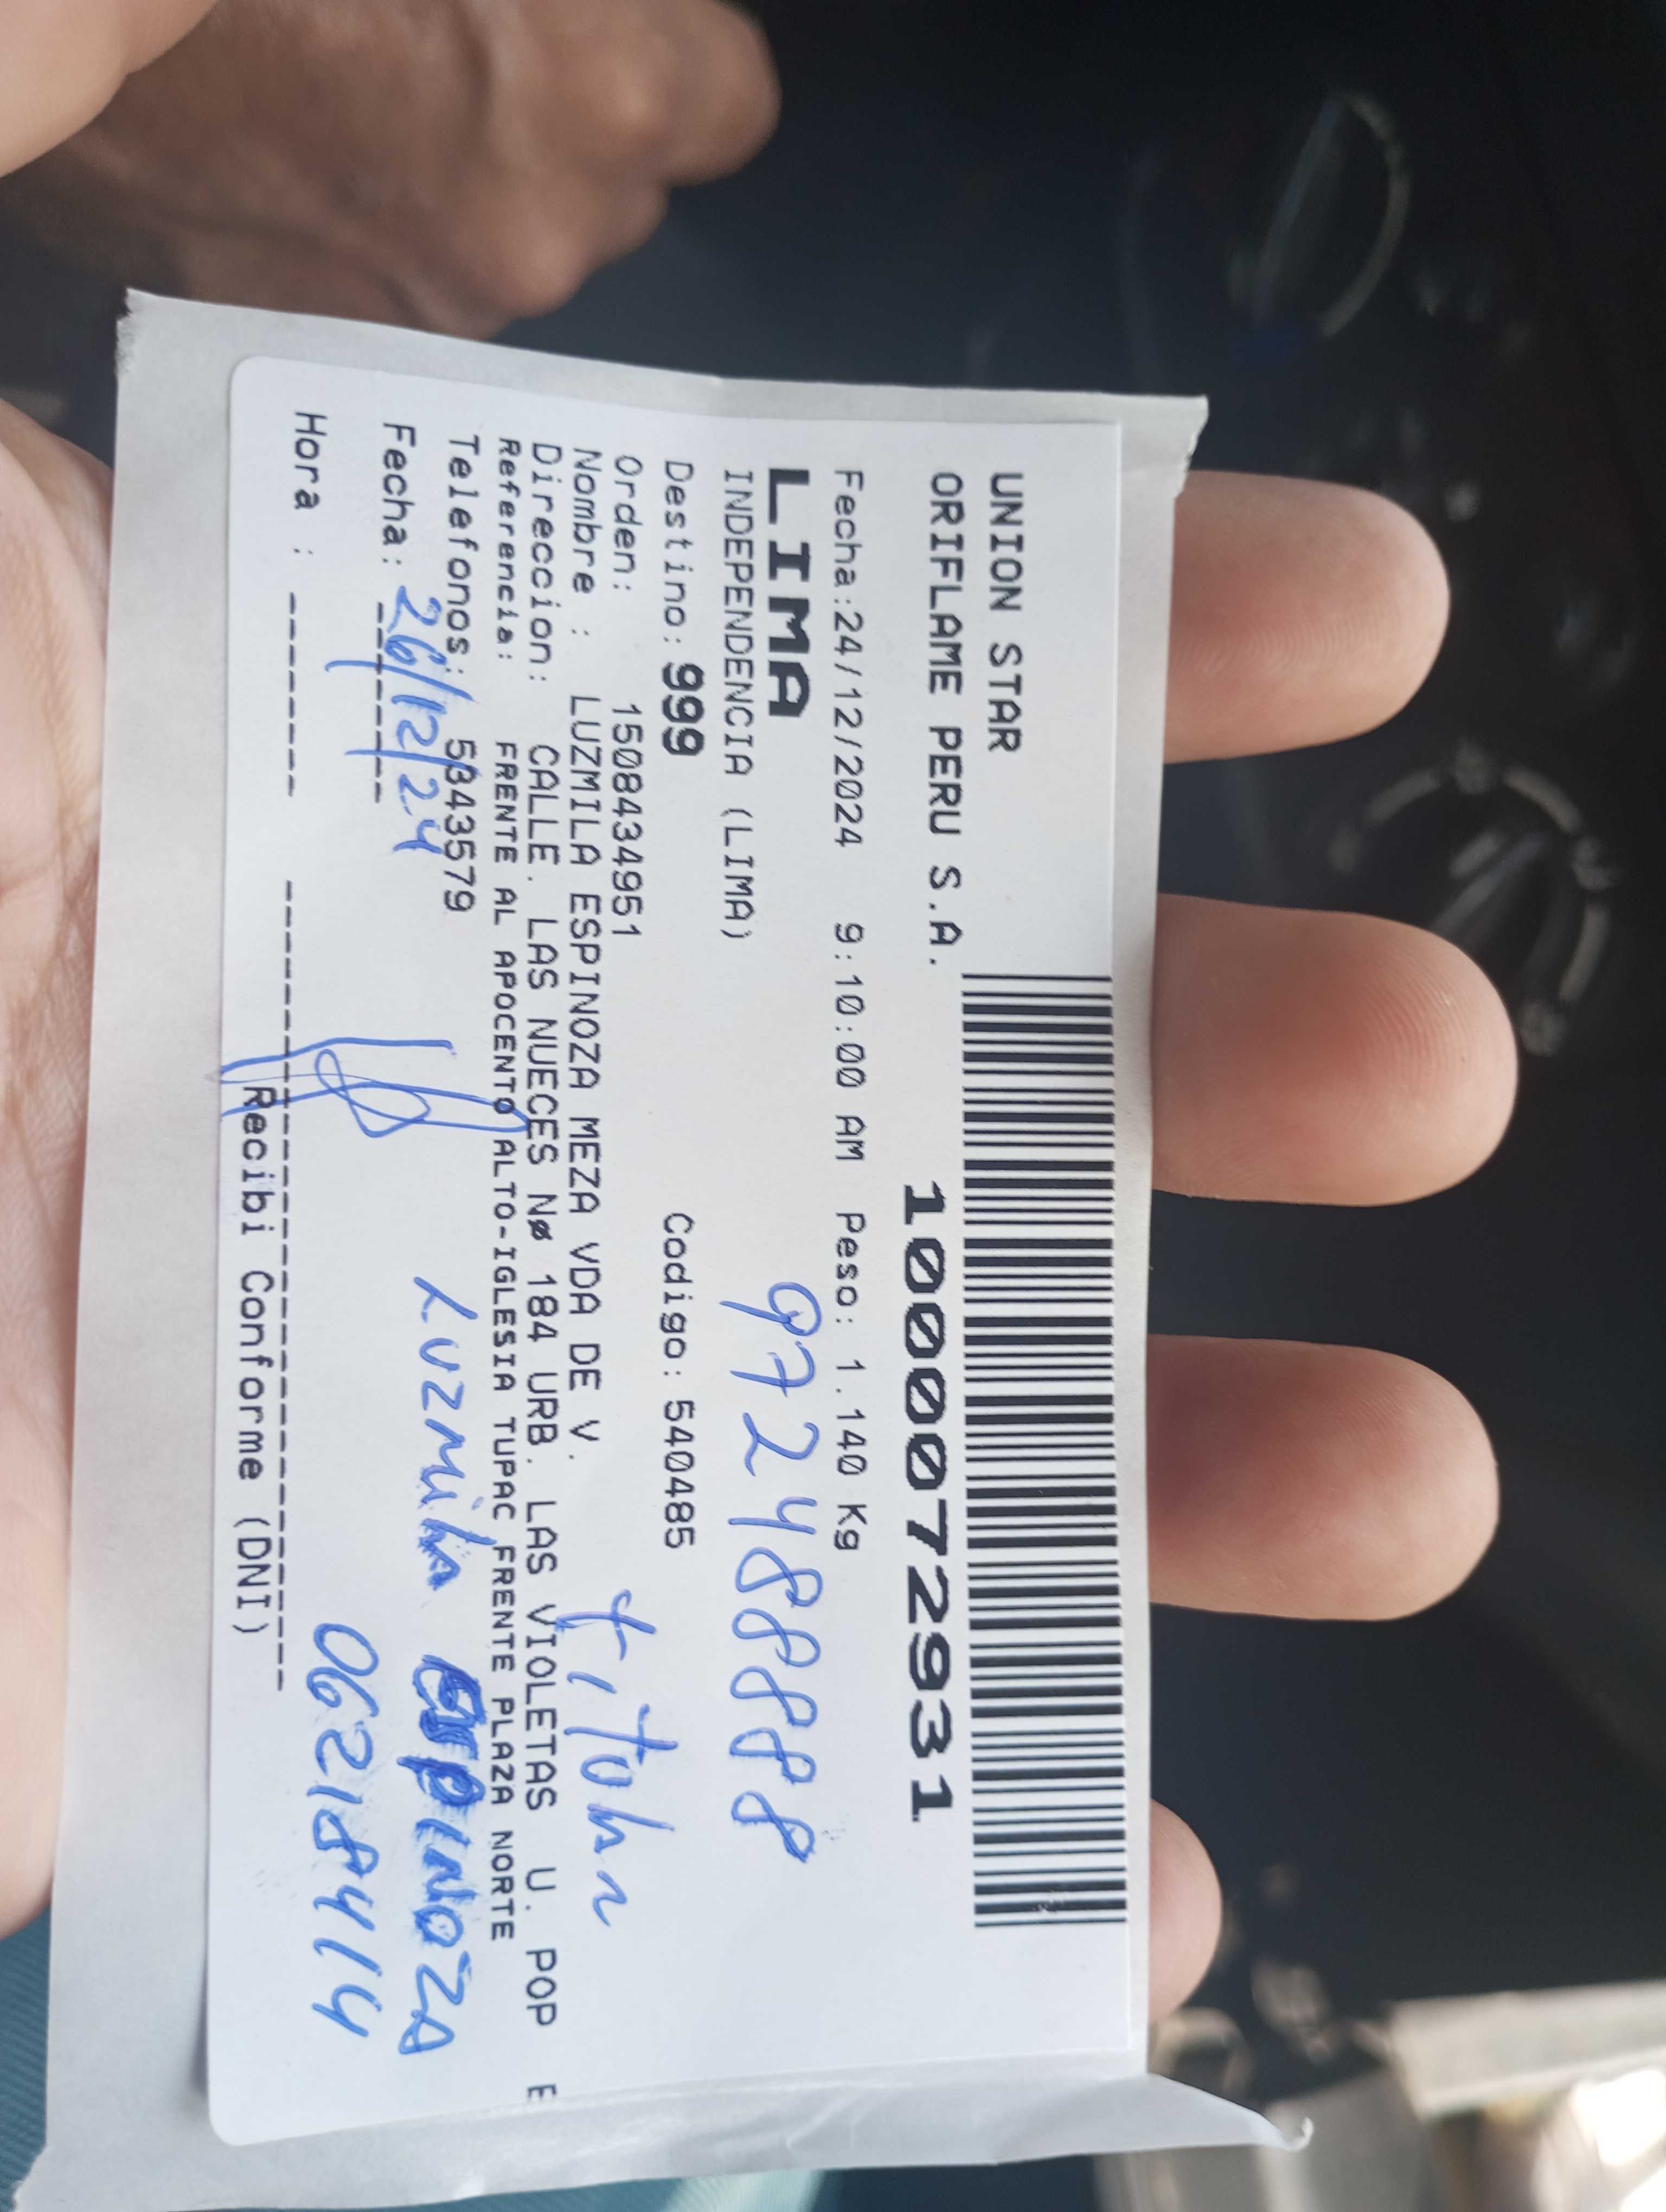 UNION STAR
ORIFLAME PERU S.A.
10000072931
Fecha:24/12/2024 9:10:00 AM Peso: 1.140 Kg
LIMA
972488888
INDEPENDENCIA (LIMA)
Destino: 999 Codigo: 540485
Orden: 1508434951
Nombre : LUZMILA ESPINOZA MEZA VDA DE V.
Direccion: CALLE. LAS NUECES Nø 184 URB. LAS VIOLETAS U. POP E
Referencia: FRENTE AL APOCENTO ALTO-IGLESIA TUPAC FRENTE PLAZA NORTE
Telefonos: 5343579
Fecha: 26/12/24
Luzmila Espinoza
Hora :
06218414
Recibi Conforme (DNI)